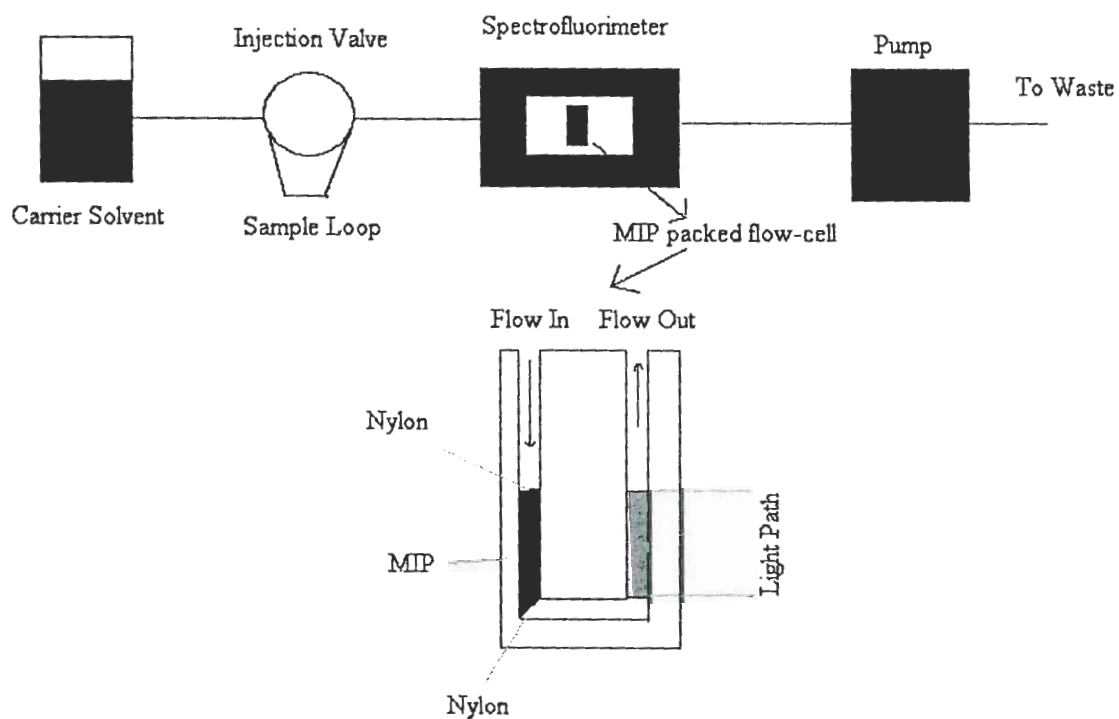 Injection Valve
Spectrofluorimeter
Pump
To Waste
Carrier Solvent
Sample Loop
MIP packed flow-cell
Flow In
Flow Out
Nylon
MIP
Light Path
Nylon